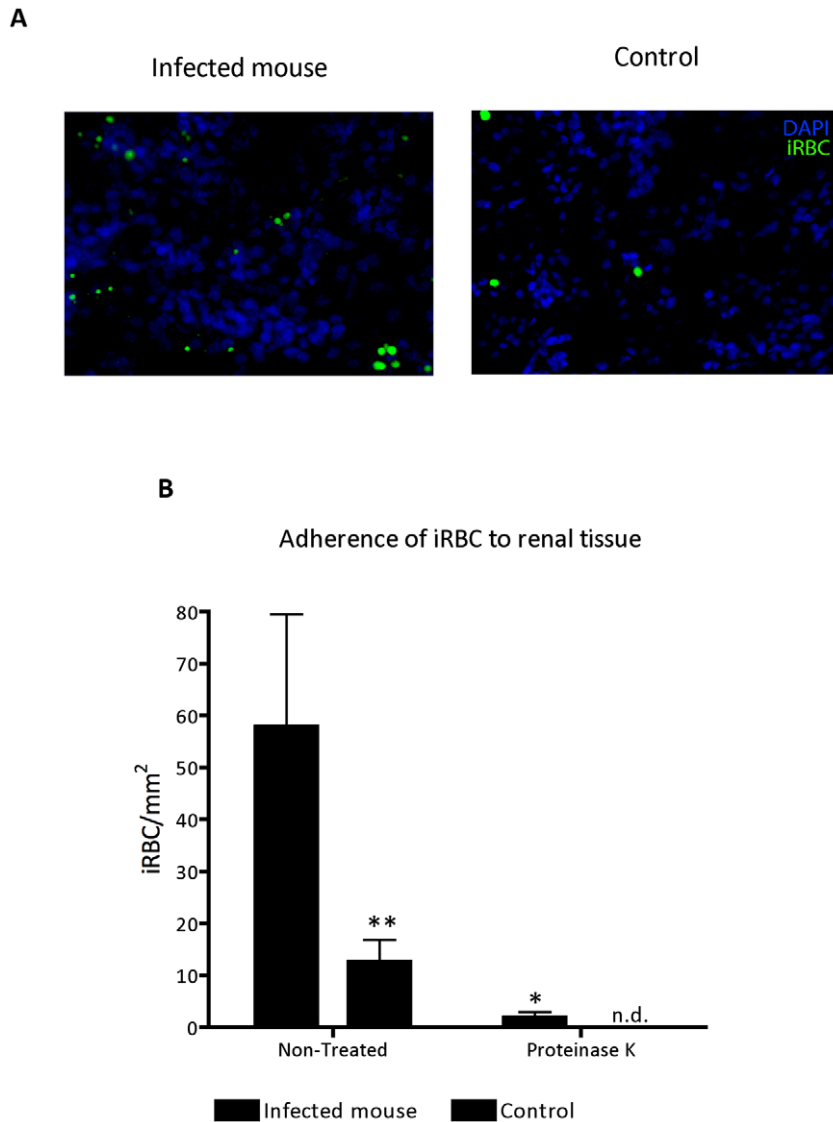 A
Infected mouse
Control
DAPI
iRBC
B
Adherence of iRBC to renal tissue
iRBC/mm²
80
70
60
50
40
30
20
10
0
**
*
n.d.
Non-Treated
Proteinase K
Infected mouse
Control